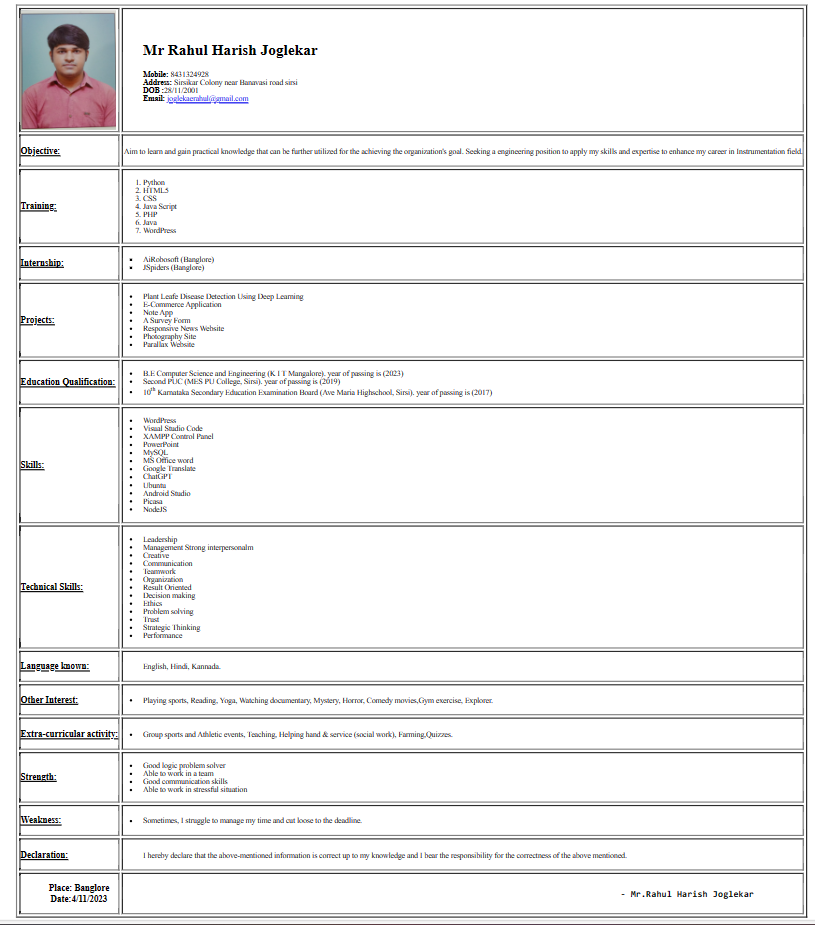 Mr Rahul Harish Joglekar
Mobile: 8431324928
Address: Sirsikar Colony near Banavasi road sirsi
DOB :28/11/2001
Email: joglekaerahul@gmail.com
Objective:
Aim to learn and gain practical knowledge that can be further utilized for the achieving the organization's goal. Seeking a engineering position to apply my skills and expertise to enhance my career in Instrumentation field.
Training:
1. Python
2. HTML5
3. CSS
4. Java Script
5. PHP
6. Java
7. WordPress
Internship:
• AiRobosoft (Banglore)
• JSpiders (Banglore)
Projects:
• Plant Leafe Disease Detection Using Deep Learning
• E-Commerce Application
• Note App
• A Survey Form
• Responsive News Website
• Photography Site
• Parallax Website
Education Qualification:
• B.E Computer Science and Engineering (K I T Mangalore). year of passing is (2023)
• Second PUC (MES PU College, Sirsi). year of passing is (2019)
• 10th Karnataka Secondary Education Examination Board (Ave Maria Highschool, Sirsi). year of passing is (2017)
Skills:
• WordPress
• Visual Studio Code
• XAMPP Control Panel
• PowerPoint
• MySQL
• MS Office word
• Google Translate
• ChatGPT
• Ubuntu
• Android Studio
• Picasa
• NodeJS
Technical Skills:
• Leadership
• Management Strong interpersonalm
• Creative
• Communication
• Teamwork
• Organization
• Result Oriented
• Decision making
• Ethics
• Problem solving
• Trust
• Strategic Thinking
• Performance
Language known:
English, Hindi, Kannada.
Other Interest:
• Playing sports, Reading, Yoga, Watching documentary, Mystery, Horror, Comedy movies,Gym exercise, Explorer.
Extra-curricular activity:
• Group sports and Athletic events, Teaching, Helping hand & service (social work), Farming,Quizzes.
Strength:
• Good logic problem solver
• Able to work in a team
• Good communication skills
• Able to work in stressful situation
Weakness:
• Sometimes, I struggle to manage my time and cut loose to the deadline.
Declaration:
I hereby declare that the above-mentioned information is correct up to my knowledge and I bear the responsibility for the correctness of the above mentioned.
Place: Banglore
Date:4/11/2023
- Mr.Rahul Harish Joglekar